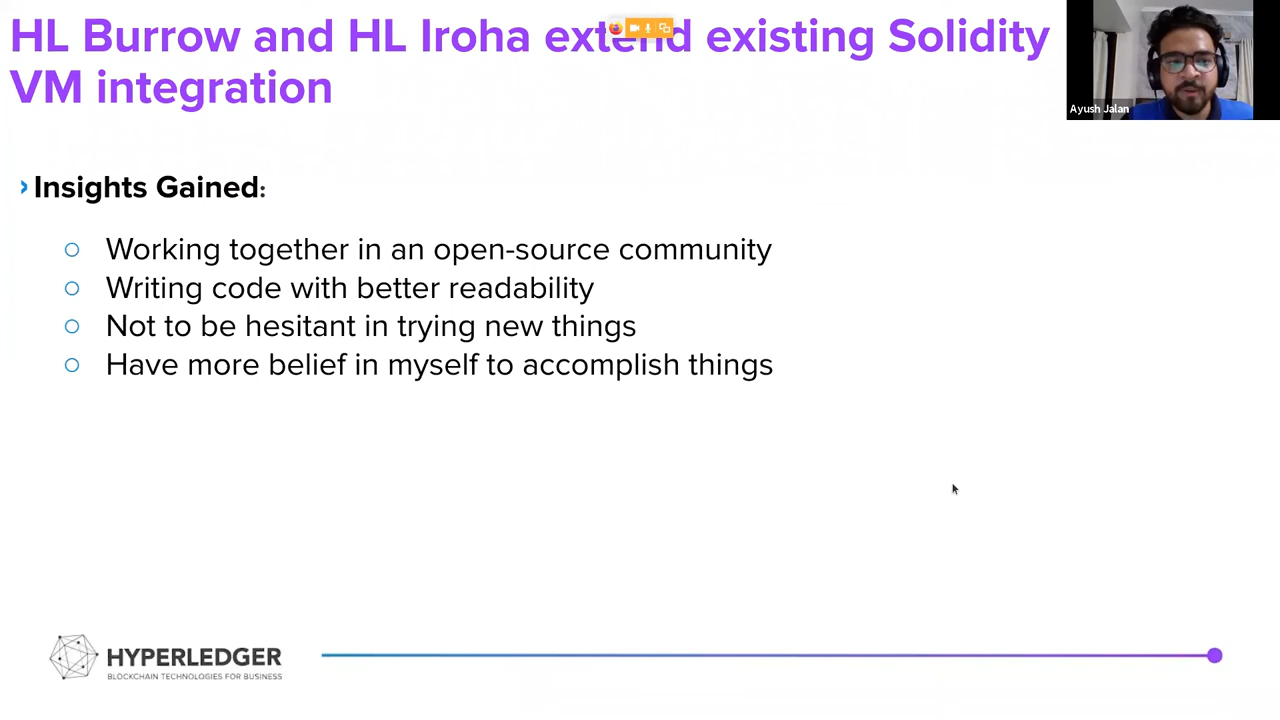 HL Burrow and HL Iroha extend existing Solidity
VM integration
Ayush Jalan
Insights Gained:
Working together in an open-source community
Writing code with better readability
Not to be hesitant in trying new things
Have more belief in myself to accomplish things
HYPERLEDGER
BLOCKCHAIN TECHNOLOGIES FOR BUSINESS